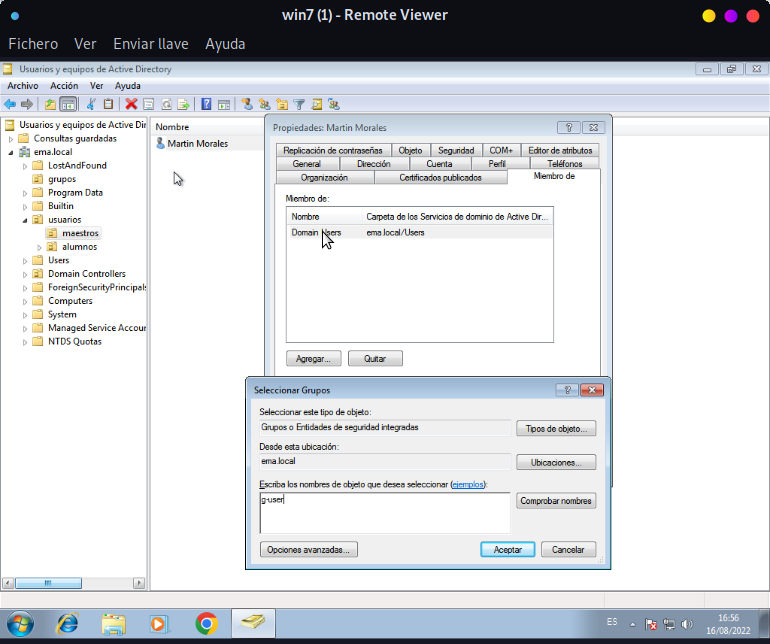 win7 (1) - Remote Viewer
Fichero Ver Enviar llave Ayuda
Usuarios y equipos de Active Directory
Archivo Acción Ver Ayuda
Usuarios y equipos de Active Dir
Consultas guardadas
ema.local
LostAndFound
grupos
Program Data
Builtin
usuarios
maestros
alumnos
Users
Domain Controllers
ForeignSecurityPrincipals
Computers
System
Managed Service Accour
NTDS Quotas
Nombre
Martin Morales
Propiedades: Martin Morales
Replicación de contraseñas Objeto Seguridad COM+ Editor de atributos
General Dirección Cuenta Perfil Teléfonos
Organización Certificados publicados Miembro de
Miembro de:
Nombre Carpeta de los Servicios de dominio de Active Dir...
Domain Users ema.local/Users
Agregar... Quitar
Seleccionar Grupos
Seleccionar este tipo de objeto:
Grupos o Entidades de seguridad integradas Tipos de objeto...
Desde esta ubicación:
ema.local Ubicaciones...
Escriba los nombres de objeto que desea seleccionar (ejemplos):
g-user Comprobar nombres
Opciones avanzadas... Aceptar Cancelar
ES
16:56
16/08/2022